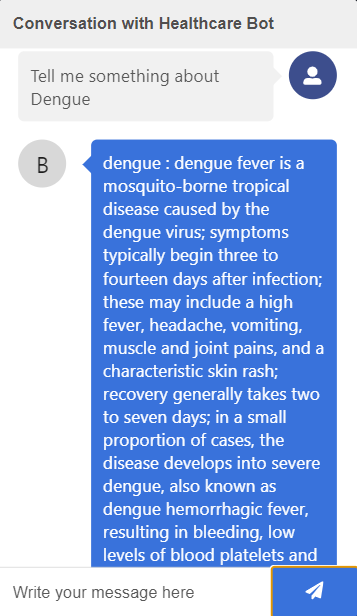 Conversation with Healthcare Bot
Tell me something about
Dengue
B
dengue : dengue fever is a
mosquito-borne tropical
disease caused by the
dengue virus; symptoms
typically begin three to
fourteen days after infection;
these may include a high
fever, headache, vomiting,
muscle and joint pains, and a
characteristic skin rash;
recovery generally takes two
to seven days; in a small
proportion of cases, the
disease develops into severe
dengue, also known as
dengue hemorrhagic fever,
resulting in bleeding, low
levels of blood platelets and
Write your message here